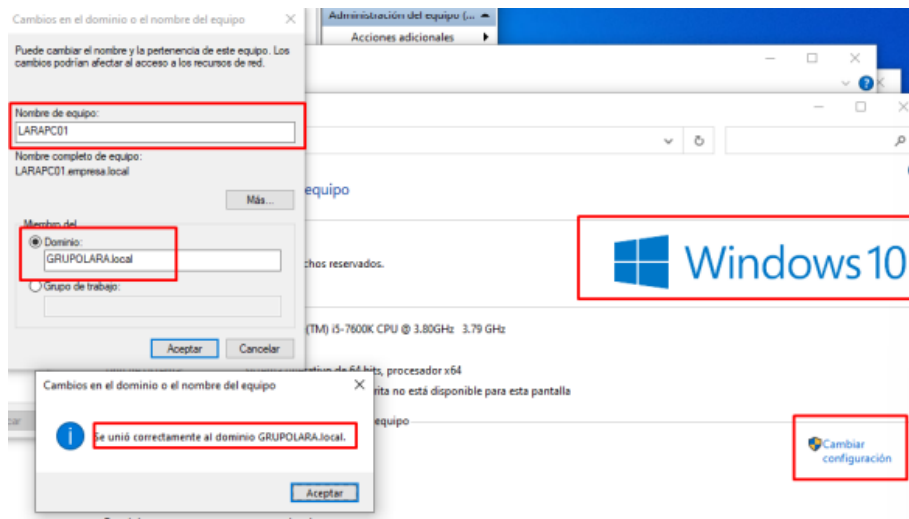 Cambios en el dominio o el nombre del equipo
Puede cambiar el nombre y la pertenencia de este equipo. Los
cambios podrían afectar al acceso a los recursos de red.
Nombre de equipo:
LARAPC01
Nombre completo de equipo:
LARAPC01.empresa.local
Más...
Miembro del
Dominio:
GRUPOLARA.local
Grupo de trabajo:
Aceptar
Cancelar
Administración del equipo (...
Acciones adicionales
equipo
chos reservados.
Windows 10
(TM) i5-7600K CPU @ 3.80GHz 3.79 GHz
operativo de 64 bits, procesador x64
rita no está disponible para esta pantalla
equipo
Cambiar
configuración
Cambios en el dominio o el nombre del equipo
Se unió correctamente al dominio GRUPOLARA.local.
Aceptar